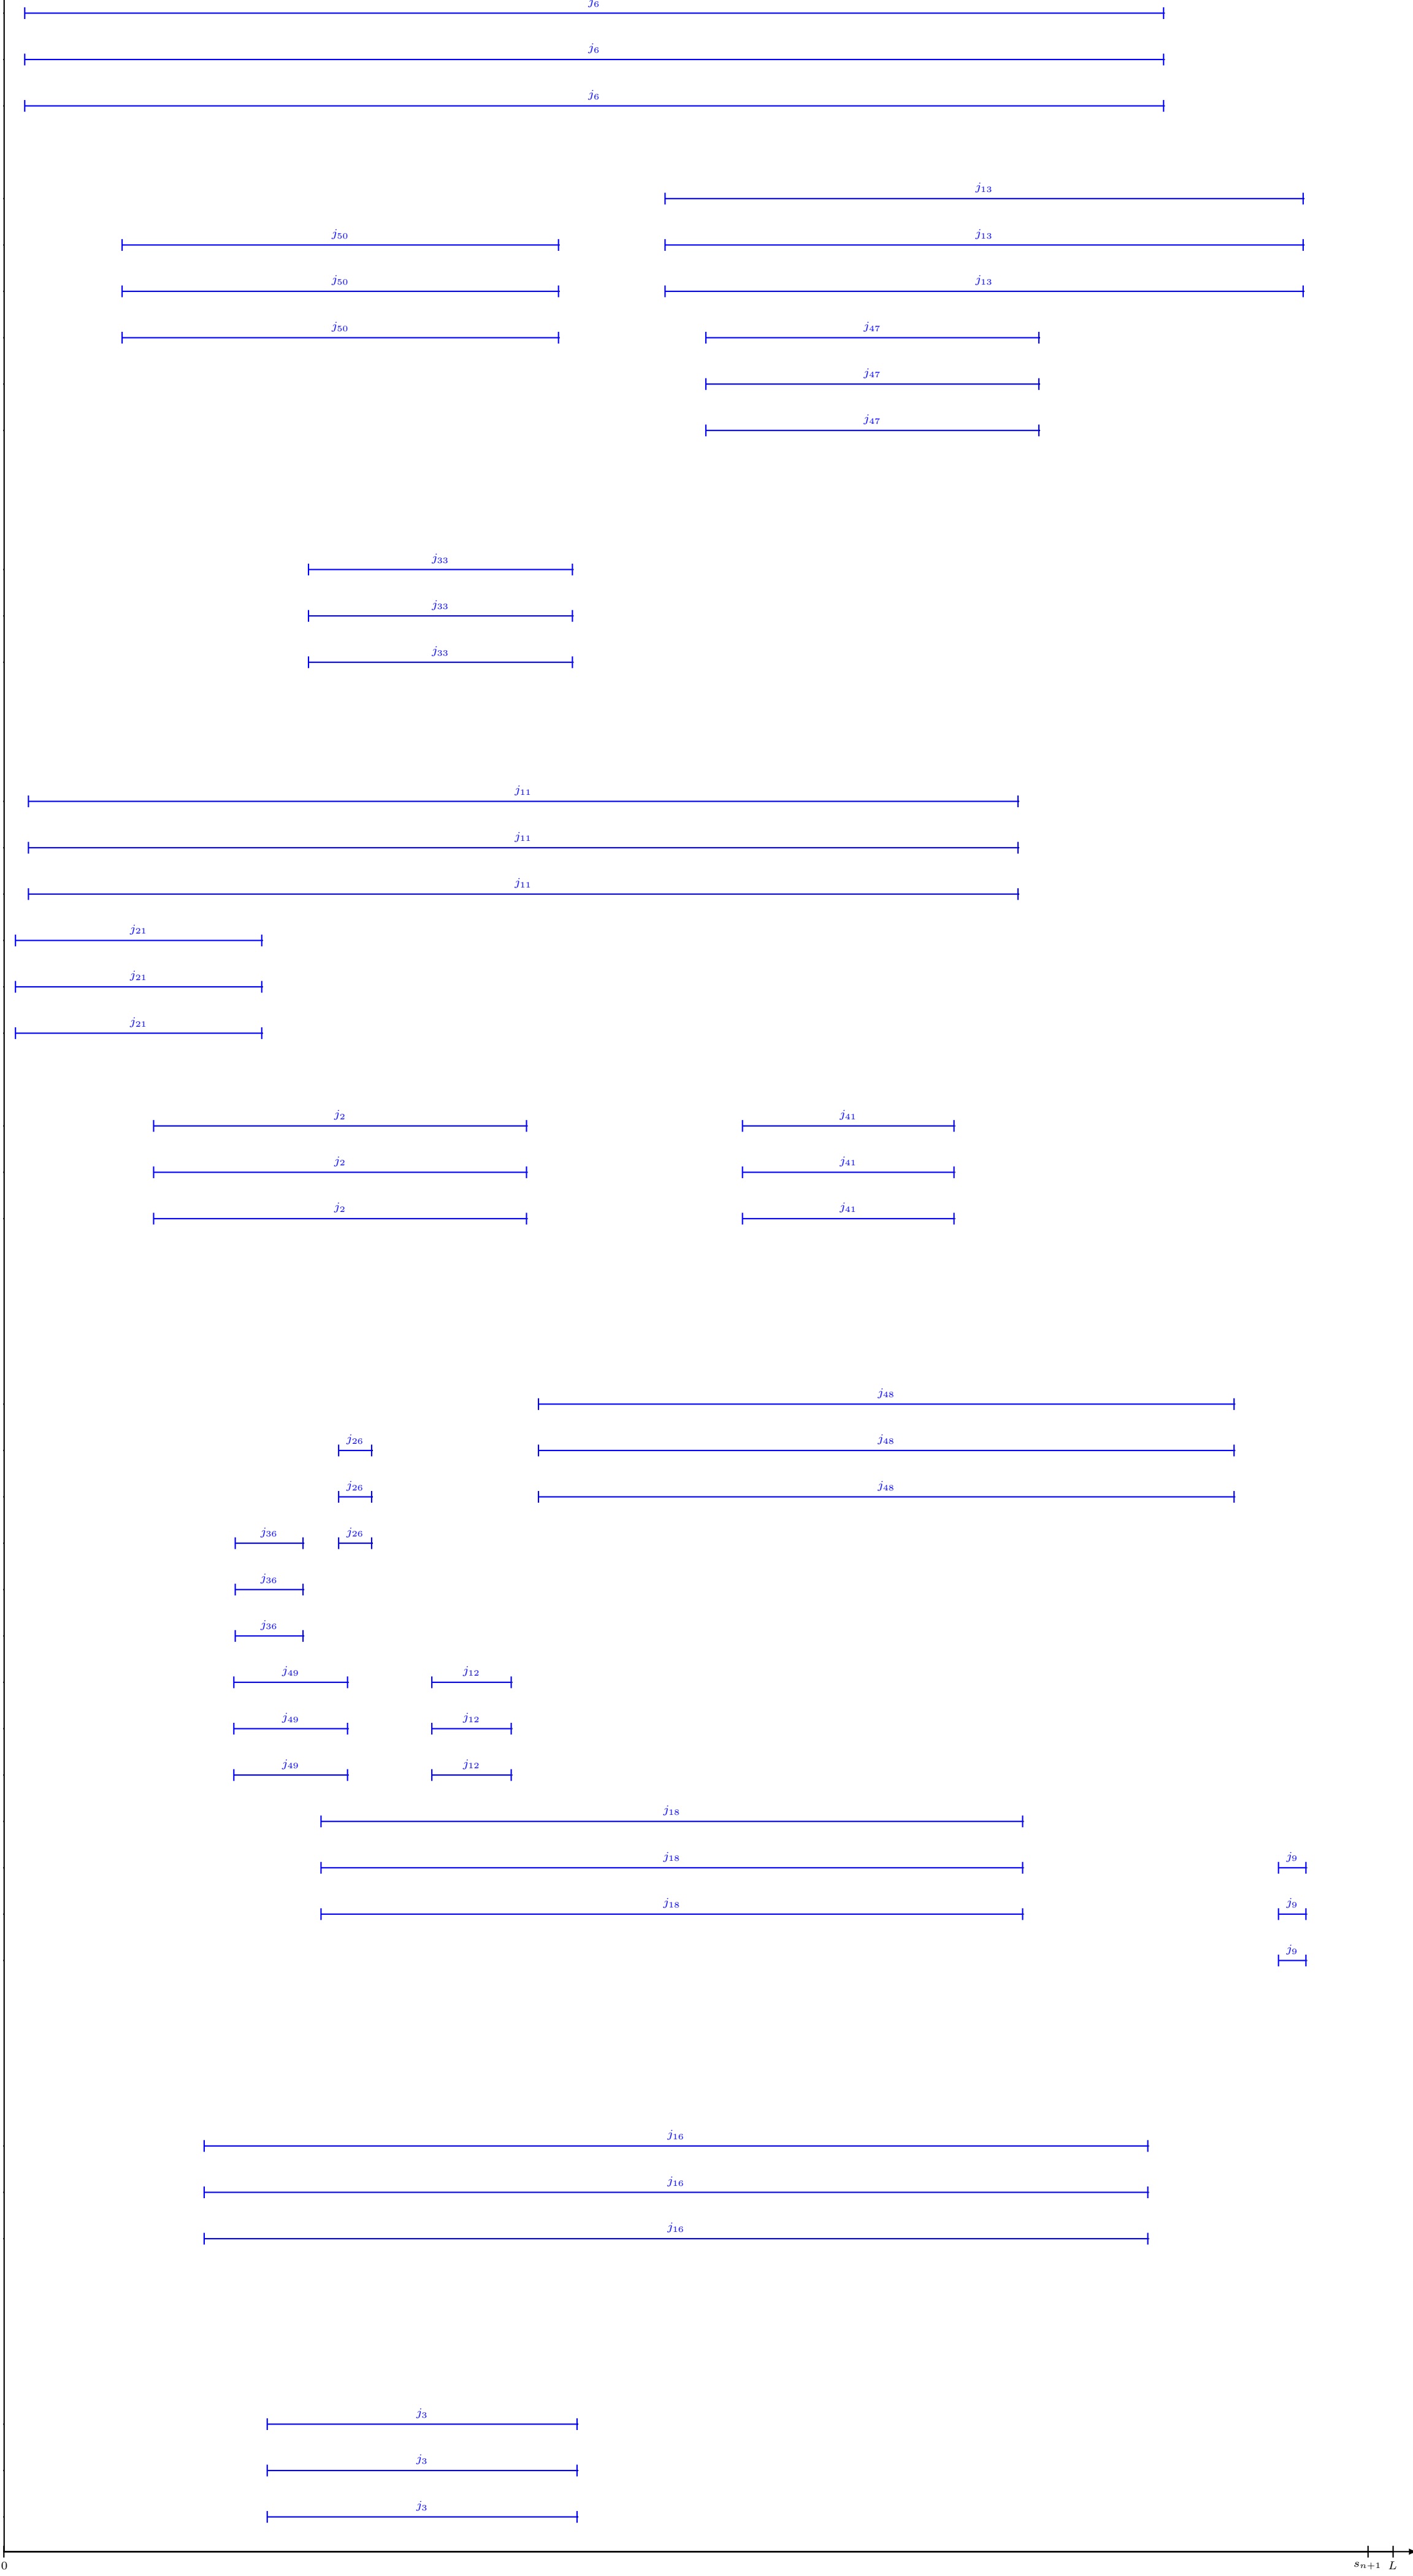 j₆
j₆
j₆
j₁₃
j₅₀ j₁₃
j₅₀ j₁₃
j₅₀ j₄₇
j₄₇
j₄₇
j₃₃
j₃₃
j₃₃
j₁₁
j₁₁
j₁₁
j₂₁
j₂₁
j₂₁
j₂ j₄₁
j₂ j₄₁
j₂ j₄₁
j₄₈
j₂₆ j₄₈
j₂₆ j₄₈
j₃₆ j₂₆
j₃₆
j₃₆
j₄₉ j₁₂
j₄₉ j₁₂
j₄₉ j₁₂
j₁₈
j₁₈ j₉
j₁₈ j₉
j₉
j₁₆
j₁₆
j₁₆
j₃
j₃
j₃
0 sₙ₊₁ L